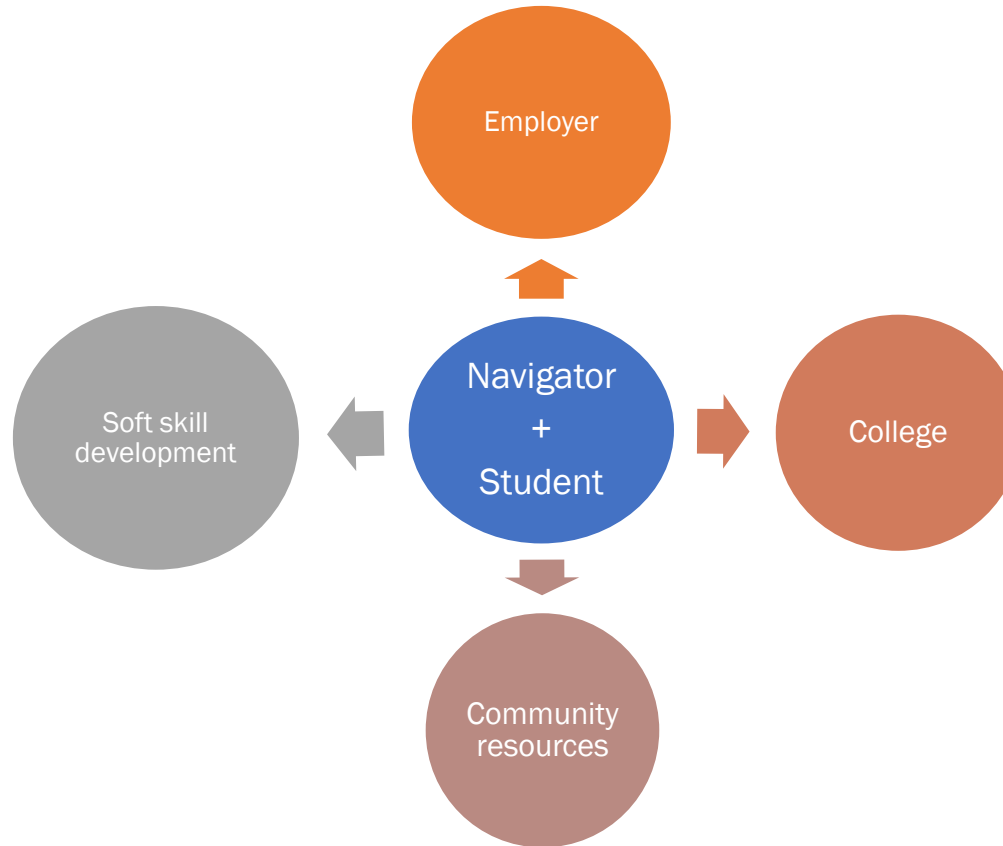 Employer
Soft skill
development
Navigator
+
Student
College
Community
resources